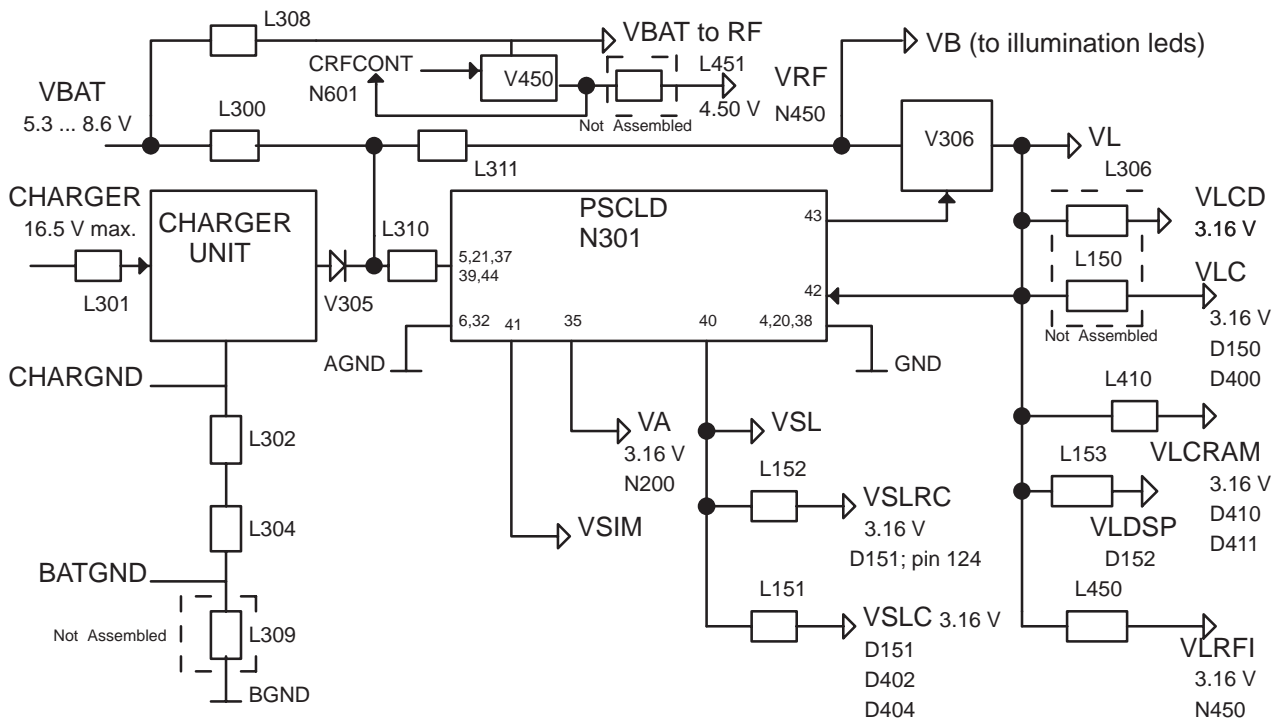 L308
VBAT to RF
VB (to illumination leds)
CRFCONT
N601
V450
L451
4.50 V
Not Assembled
VRF
N450
VBAT
5.3 ... 8.6 V
L300
L311
V306
VL
L306
CHARGER
16.5 V max.
L301
CHARGER
UNIT
V305
L310
PSCLD
N301
43
5,21,37
39,44
42
6,32
41
35
40
4,20,38
VLCD
3.16 V
L150
VLC
Not Assembled
3.16 V
D150
D400
AGND
GND
CHARGND
L302
L304
BATGND
Not Assembled
L309
BGND
VA
3.16 V
N200
VSIM
VSL
L152
VSLRC
3.16 V
D151; pin 124
L151
VSLC 3.16 V
D151
D402
D404
L410
VLCRAM
3.16 V
D410
D411
L153
VLDSP
D152
L450
VLRFI
3.16 V
N450